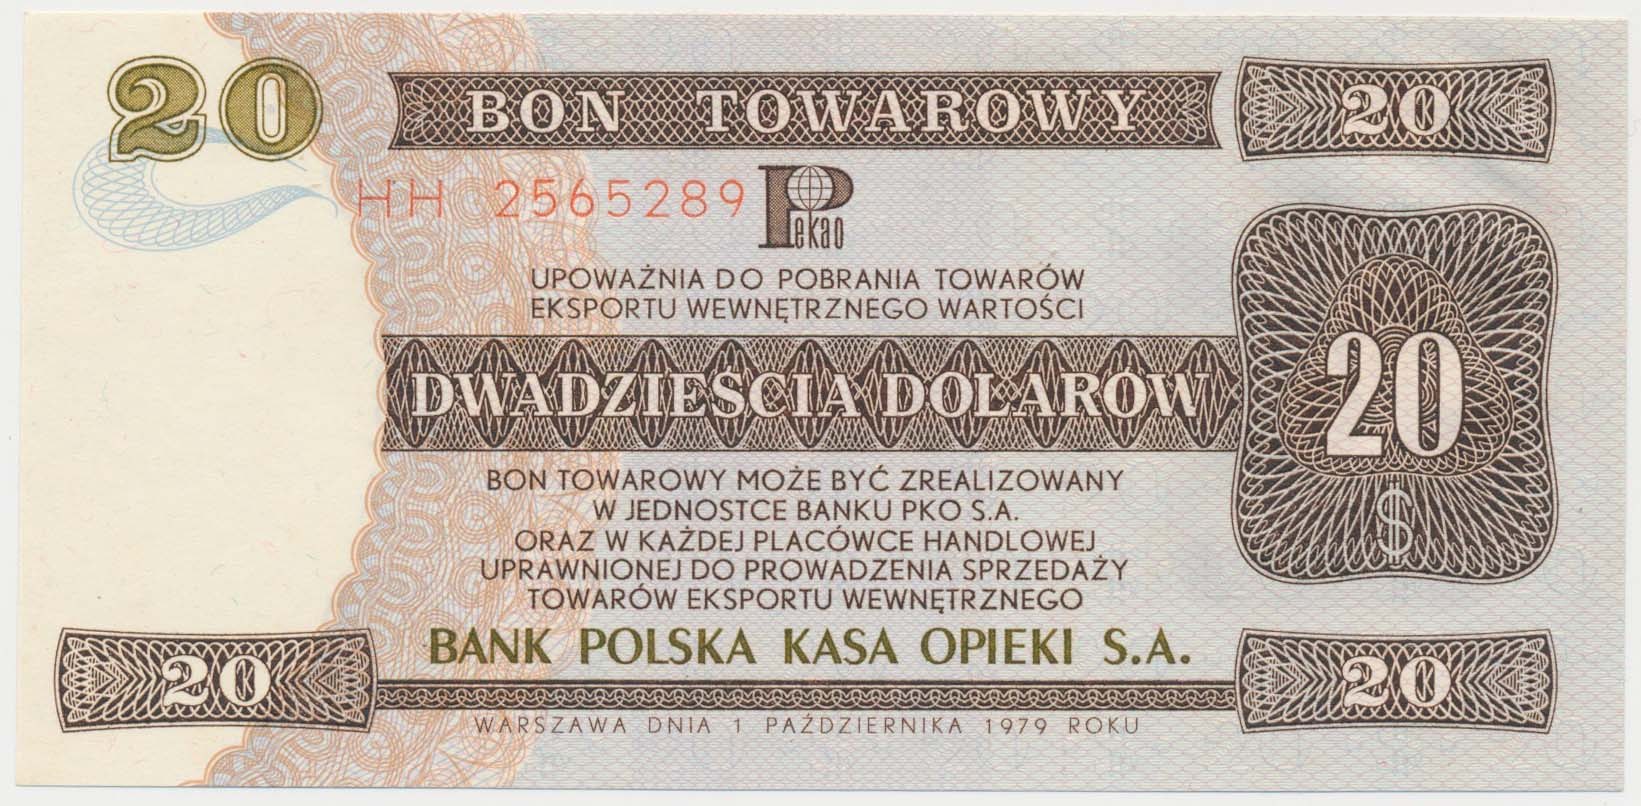 20
BON TOWAROWY
20
HH 2565289
Pekao
UPOWAŻNIA DO POBRANIA TOWARÓW
EKSPORTU WEWNĘTRZNEGO WARTOŚCI
DWADZIEŚCIA DOLARÓW
20
$
BON TOWAROWY MOŻE BYĆ ZREALIZOWANY
W JEDNOSTCE BANKU PKO S.A.
ORAZ W KAŻDEJ PLACÓWCE HANDLOWEJ
UPRAWNIONEJ DO PROWADZENIA SPRZEDAŻY
TOWARÓW EKSPORTU WEWNĘTRZNEGO
BANK POLSKA KASA OPIEKI S.A.
20
20
WARSZAWA DNIA 1 PAŹDZIERNIKA 1979 ROKU